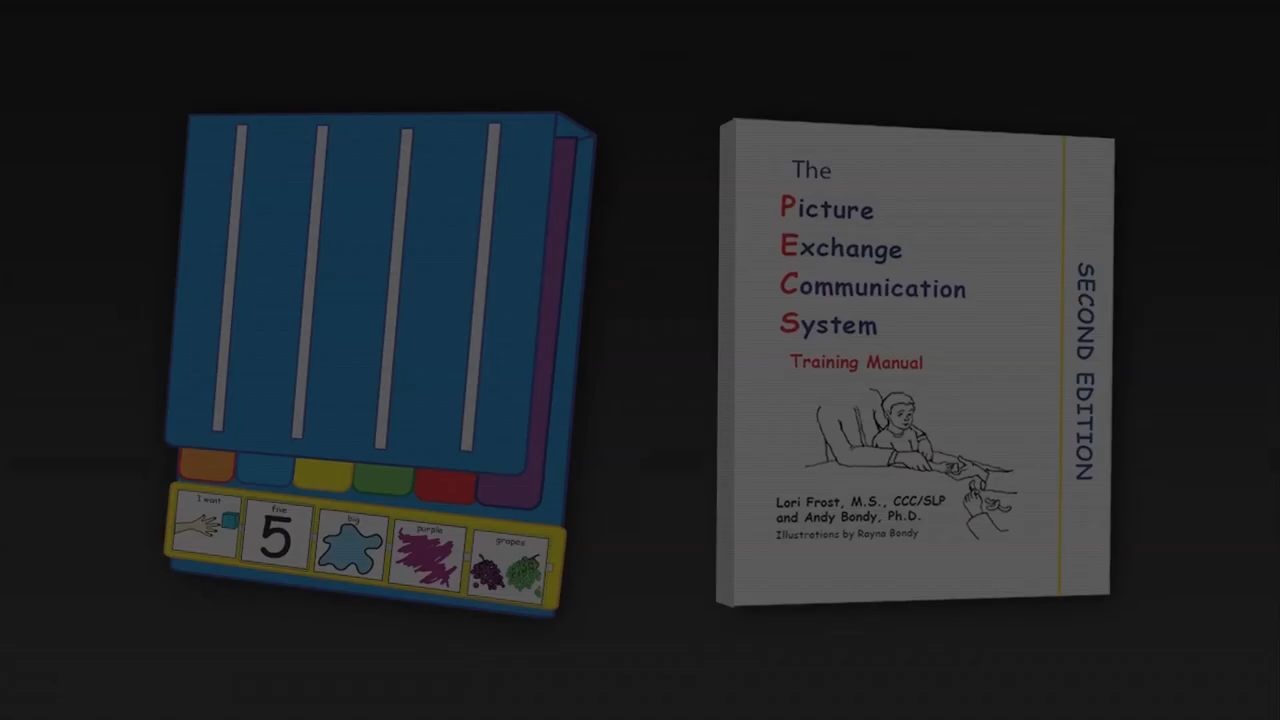 I want
five
5
big
purple
grapes
The
Picture
Exchange
Communication
System
Training Manual
Lori Frost, M.S., CCC/SLP
and Andy Bondy, Ph.D.
Illustrations by Rayna Bondy
SECOND EDITION